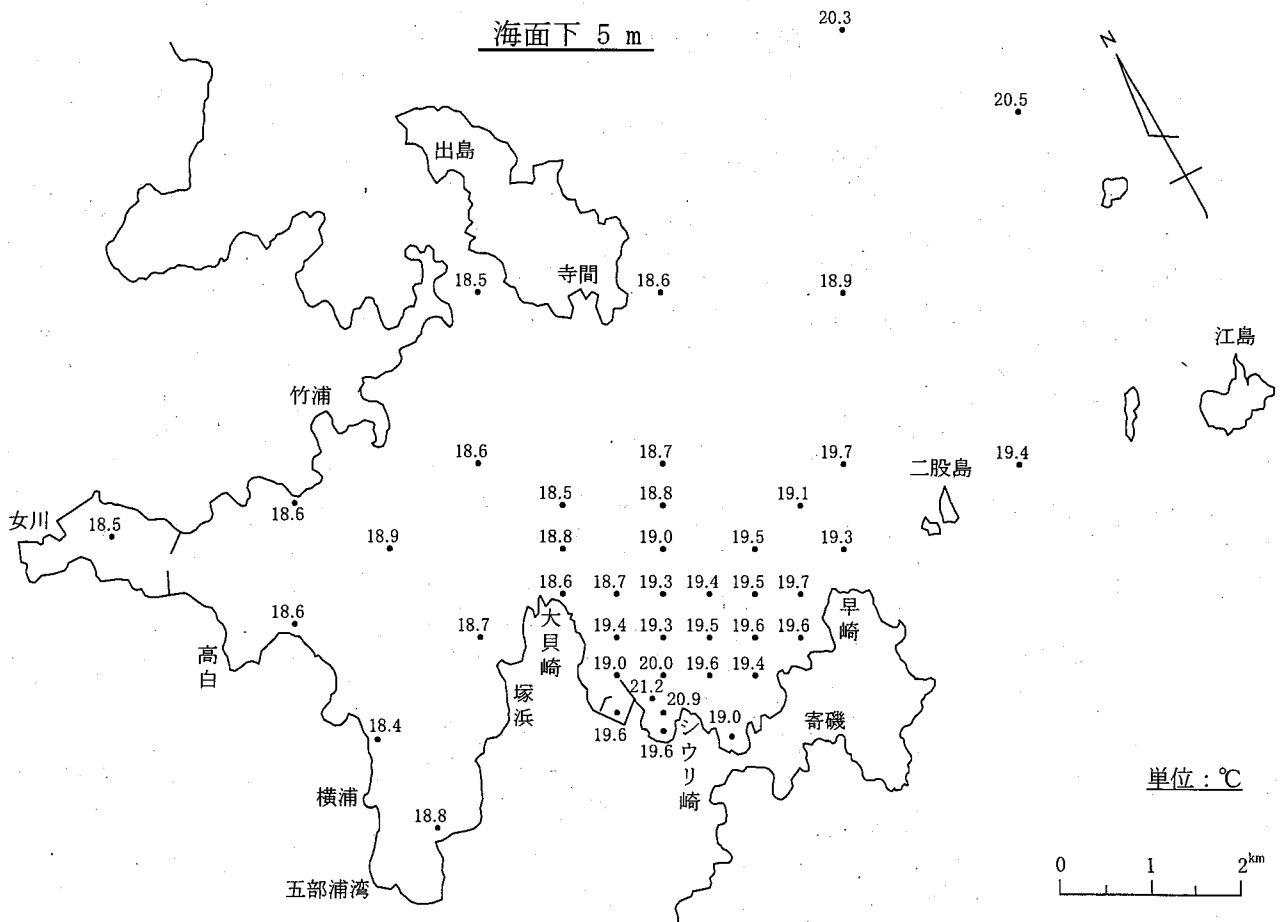 海面下 5 m
20.3
N
20.5
出島
寺間
18.5
18.6
18.9
江島
竹浦
18.6
18.7
19.7
二股島
19.4
18.6
18.5
18.8
19.1
女川
18.5
18.9
18.8
19.0
19.5
19.3
18.6
18.7
19.3
19.4
19.5
19.7
早崎
18.6
18.7
大貝崎
19.4
19.3
19.5
19.6
19.6
高白
19.0
20.0
19.6
19.4
塚浜
21.2
20.9
19.6
19.6
シウリ崎
19.0
寄磯
18.4
横浦
18.8
五部浦湾
単位：℃
0 1 2km